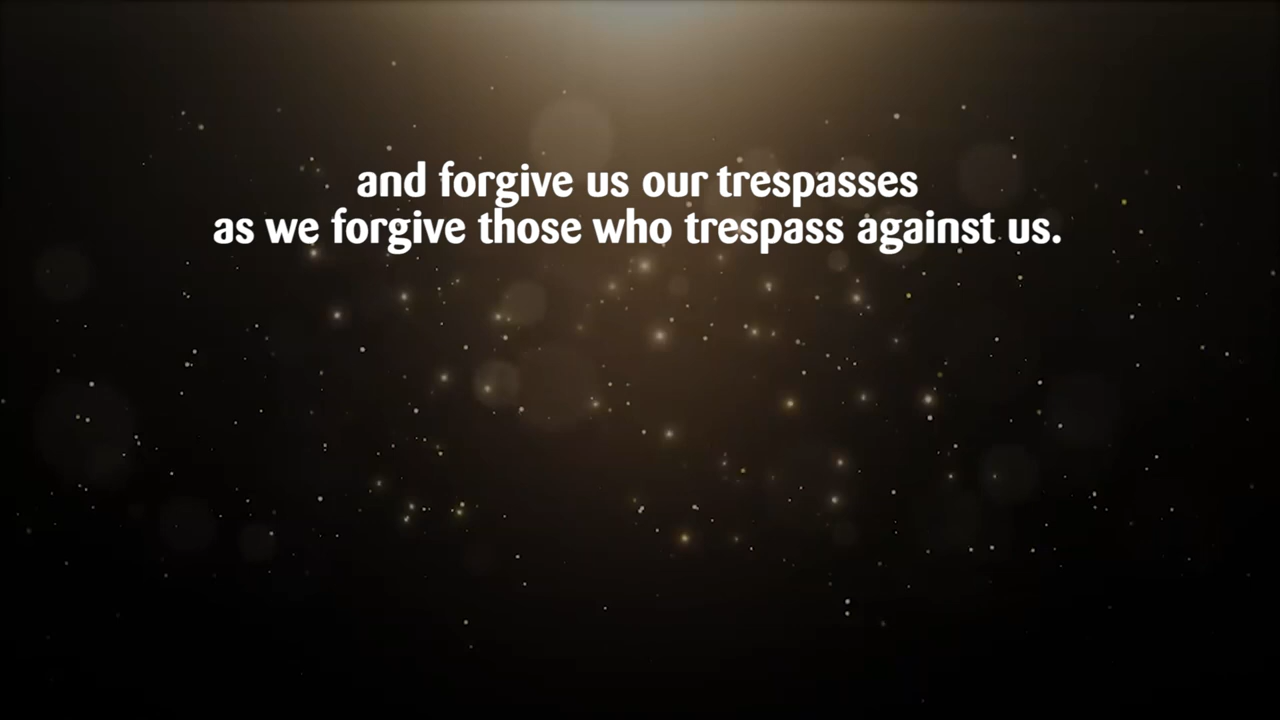 and forgive us our trespasses
as we forgive those who trespass against us.